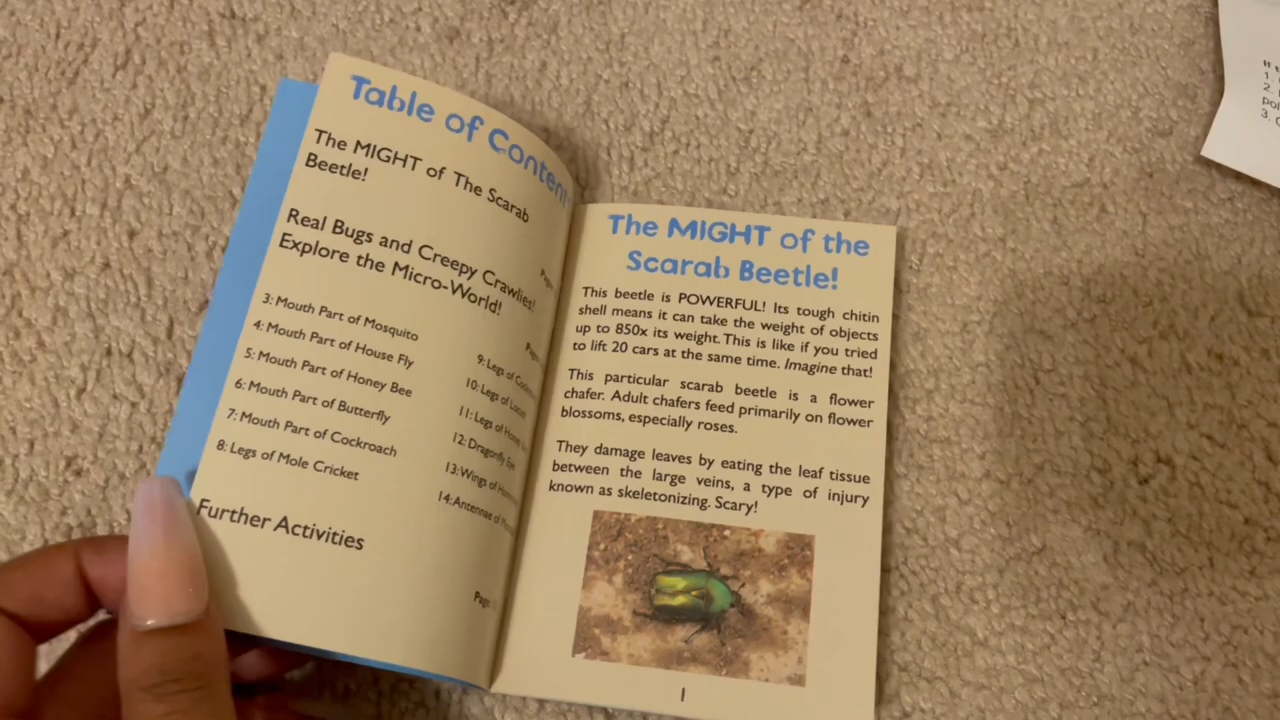 Table of Content
The MIGHT of The Scarab
Beetle!
Real Bugs and Creepy Crawlies!
Explore the Micro-World!
3: Mouth Part of Mosquito
4: Mouth Part of House Fly
5: Mouth Part of Honey Bee
6: Mouth Part of Butterfly
7: Mouth Part of Cockroach
8: Legs of Mole Cricket
9: Legs of
10: Legs of
11: Legs of Honey
12: Dragonfly Eye
13: Wings of
14: Antennae of
Further Activities
Page
The MIGHT of the
Scarab Beetle!
This beetle is POWERFUL! Its tough chitin
shell means it can take the weight of objects
up to 850x its weight. This is like if you tried
to lift 20 cars at the same time. Imagine that!
This particular scarab beetle is a flower
chafer. Adult chafers feed primarily on flower
blossoms, especially roses.
They damage leaves by eating the leaf tissue
between the large veins, a type of injury
known as skeletonizing. Scary!
1
1.
2.
3.